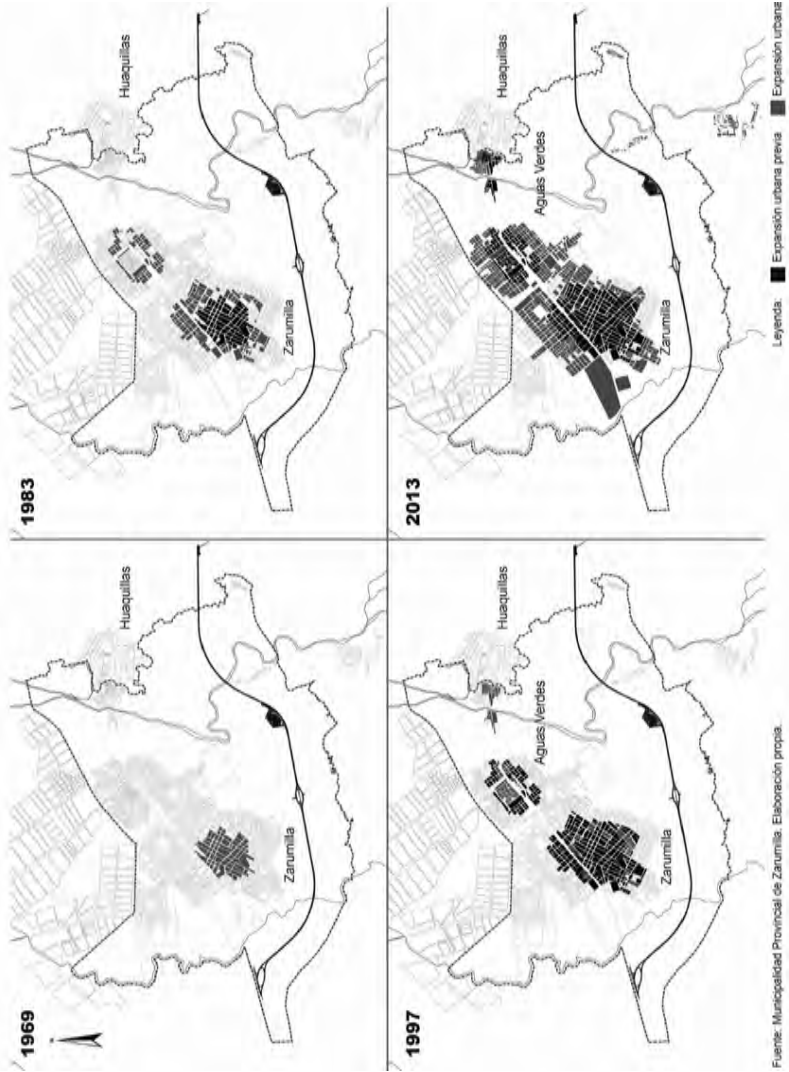 1969
Huaquillas
Zarumilla
1983
Huaquillas
Zarumilla
1997
Huaquillas
Aguas Verdes
Zarumilla
2013
Aguas Verdes
Zarumilla
Fuente: Municipalidad Provincial de Zarumilla. Elaboración propia.
Leyenda: Expansión urbana previa Expansión urbana